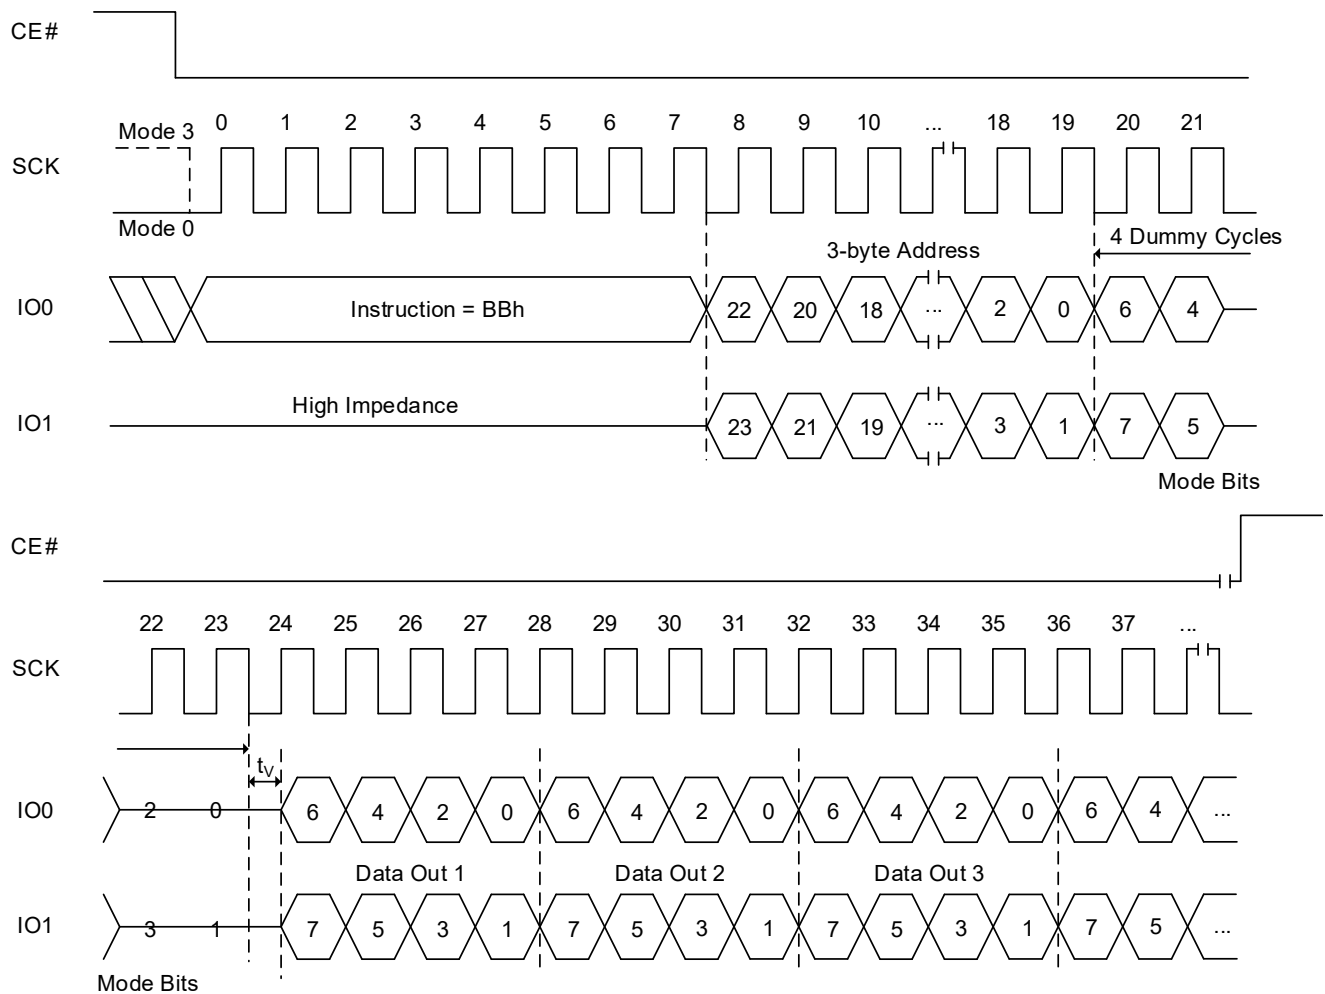 CE#
Mode 3 0 1 2 3 4 5 6 7 8 9 10 ... 18 19 20 21
SCK
Mode 0
3-byte Address 4 Dummy Cycles
IO0 Instruction = BBh 22 20 18 ... 2 0 6 4
High Impedance
IO1 23 21 19 ... 3 1 7 5
Mode Bits
CE#
22 23 24 25 26 27 28 29 30 31 32 33 34 35 36 37 ...
SCK
tV
IO0 2 0 6 4 2 0 6 4 2 0 6 4 2 0 6 4 ...
Data Out 1 Data Out 2 Data Out 3
IO1 3 1 7 5 3 1 7 5 3 1 7 5 3 1 7 5 ...
Mode Bits